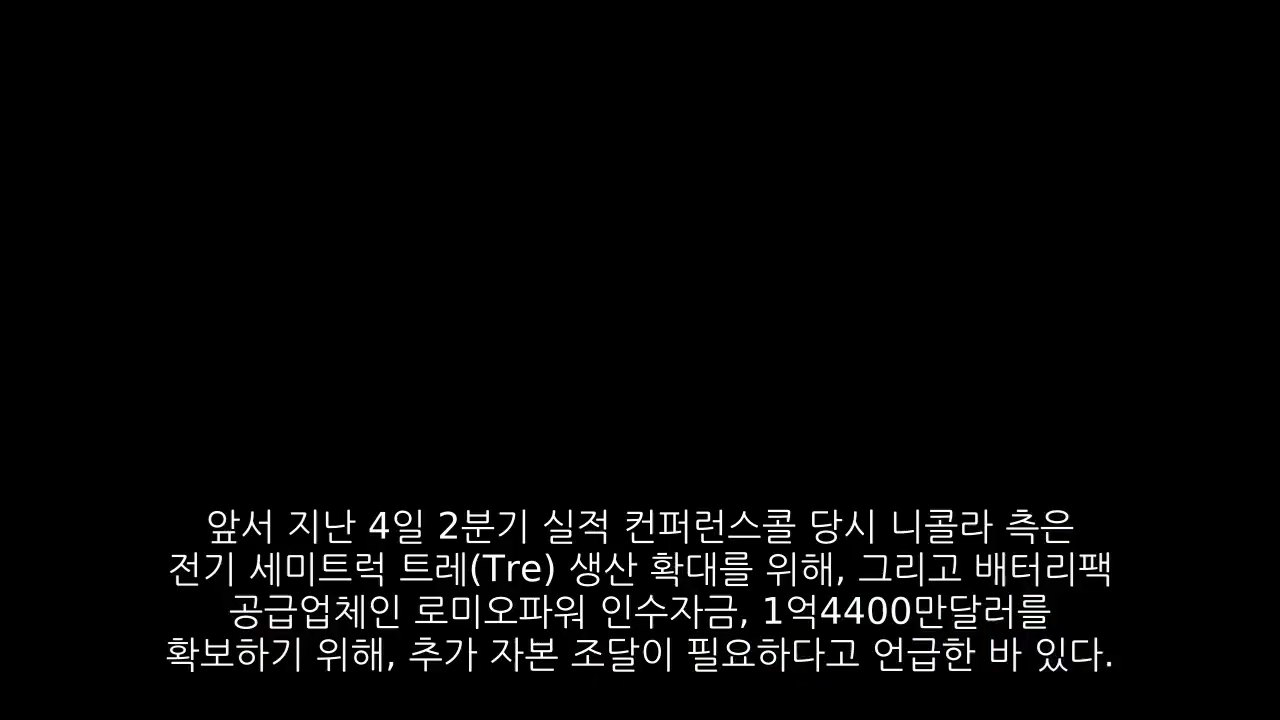 앞서 지난 4일 2분기 실적 컨퍼런스콜 당시 니콜라 측은
전기 세미트럭 트레(Tre) 생산 확대를 위해, 그리고 배터리팩
공급업체인 로미오파워 인수자금, 1억4400만달러를
확보하기 위해, 추가 자본 조달이 필요하다고 언급한 바 있다.